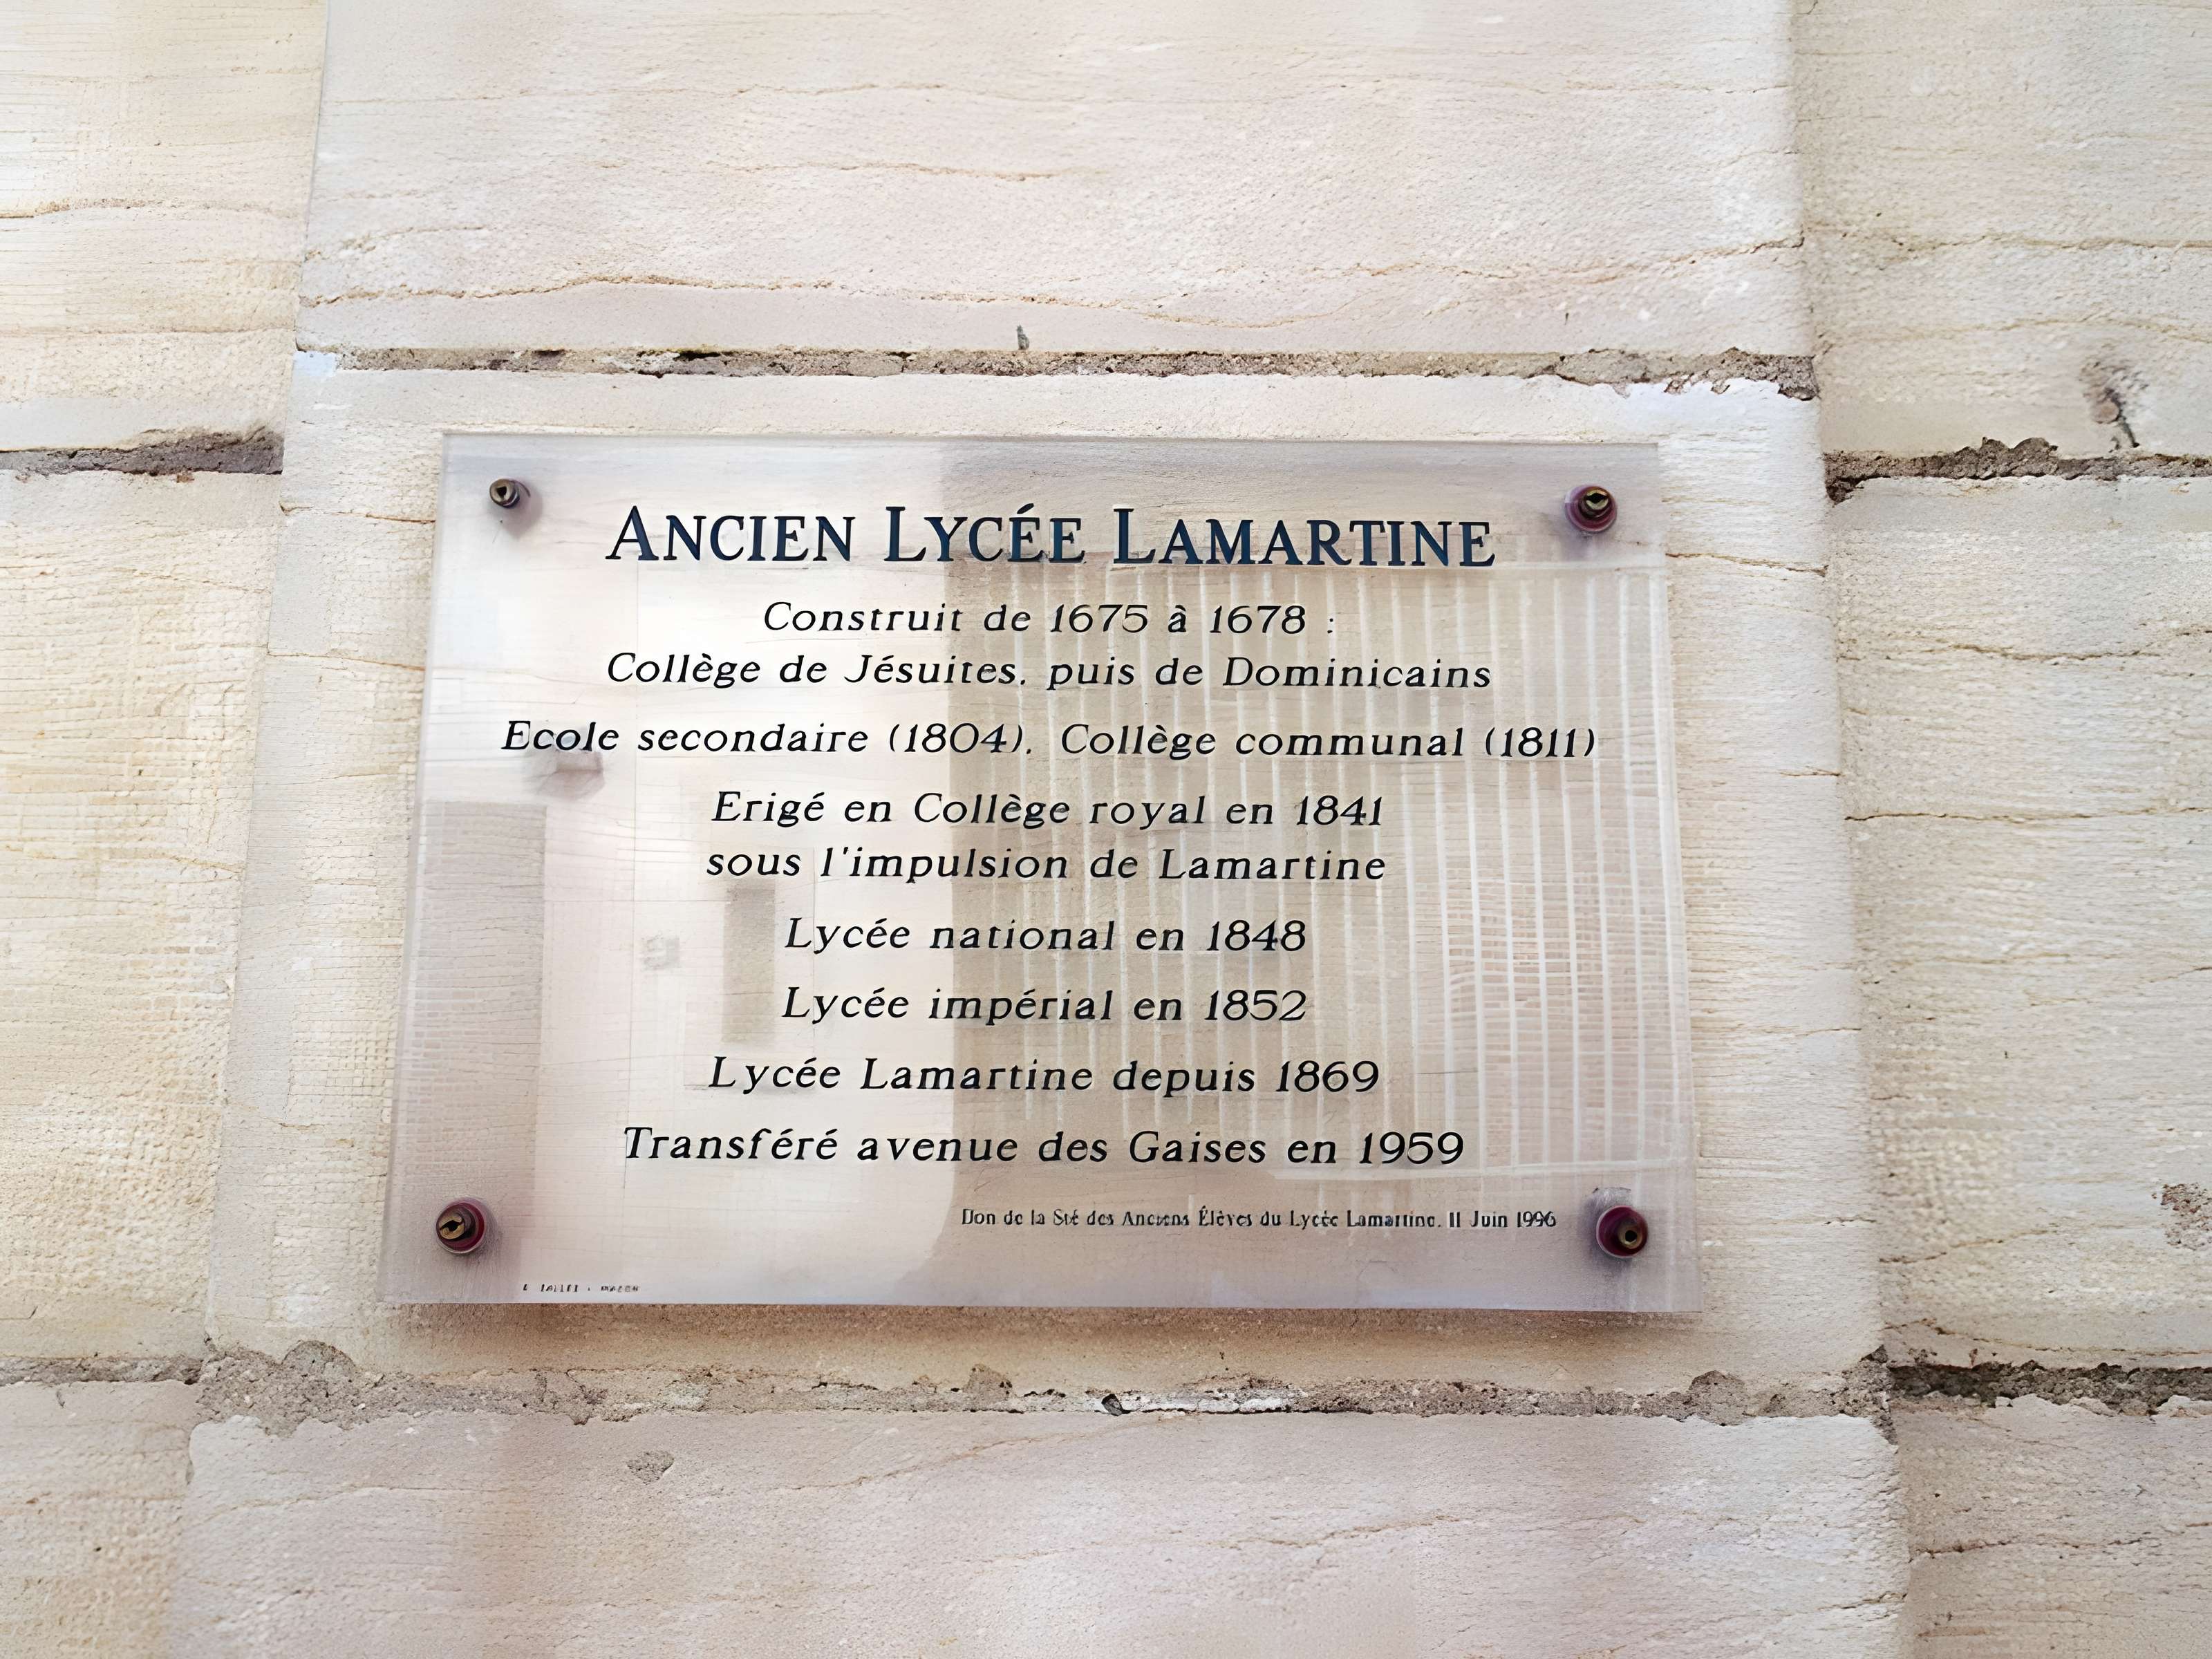 ANCIEN LYCÉE LAMARTINE
Construit de 1675 à 1678 :
Collège de Jésuites, puis de Dominicains
Ecole secondaire (1804), Collège communal (1811)
Erigé en Collège royal en 1841
sous l'impulsion de Lamartine
Lycée national en 1848
Lycée impérial en 1852
Lycée Lamartine depuis 1869
Transféré avenue des Gaises en 1959
Don de la Sté des Anciens Élèves du Lycée Lamartine, 11 Juin 1996